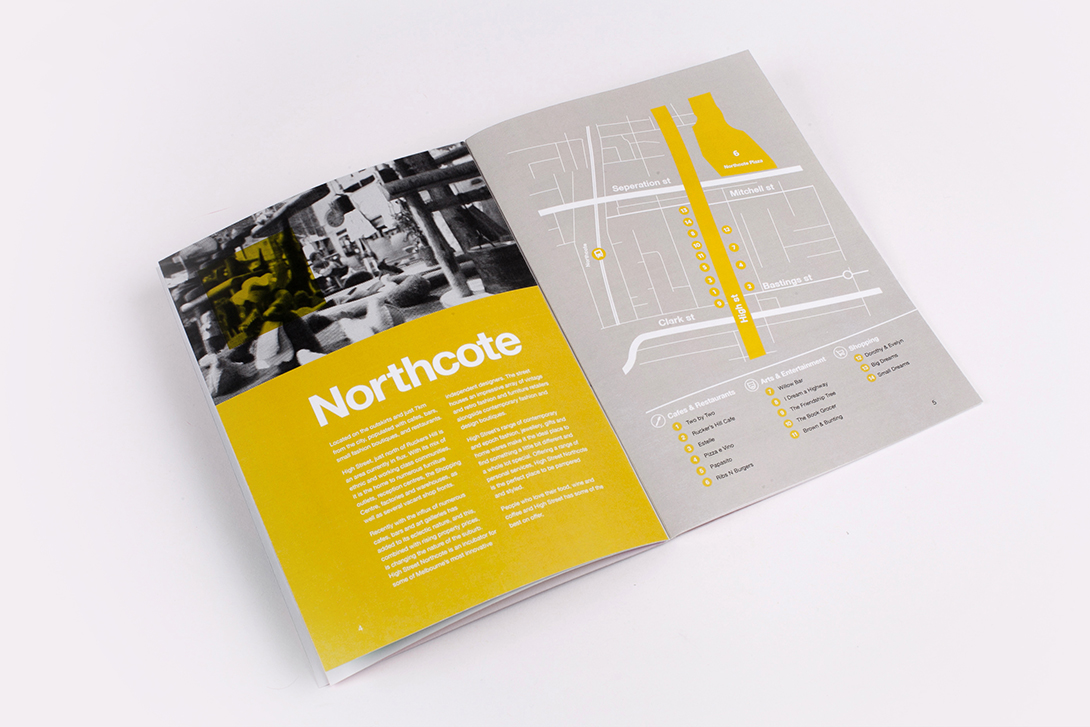 Northcote
Located on the outskirts and just 7km
from the city, populated with cafes, bars,
small fashion boutiques, and restaurants.
High Street, just north of Ruckers Hill is
an area currently in flux. With its mix of
ethnic and working class communities,
it is the home to numerous furniture
outlets, reception centres, the Shopping
Centre, factories and warehouses,
well as several vacant shop fronts.
Recently with the influx of numerous
cafes, bars and art galleries has
added to its eclectic nature, and this,
combined with rising property prices,
is changing the nature of the suburb.
High Street Northcote is an incubator for
some of Melbourne's most innovative
independent designers. The street
houses an impressive array of vintage
and retro fashion and furniture retailers
alongside contemporary fashion and
design boutiques.
High Street's range of contemporary
and epoch fashion, jewellery, gifts and
home wares make it the ideal place to
find something a little bit different and
a whole lot special. Offering a range of
personal services, High Street Northcote
is the perfect place to be pampered
and styled.
People who love their food, wine and
coffee and High Street has some of the
best on offer.
4
6
Northcote Plaza
Seperation st
Mitchell st
Northcote
Bastings st
High st
Clark st
Cafes & Restaurants
1 Two by Two
2 Rucker's Hill Cafe
3 Estelle
4 Pizza e Vino
5 Papasito
6 Ribs N Burgers
Arts & Entertainment
7 Willow Bar
8 I Dream a Highway
9 The Friendship Tree
10 The Book Grocer
11 Brown & Bunting
Shopping
12 Dorothy & Evelyn
13 Big Dreams
14 Small Dreams
5